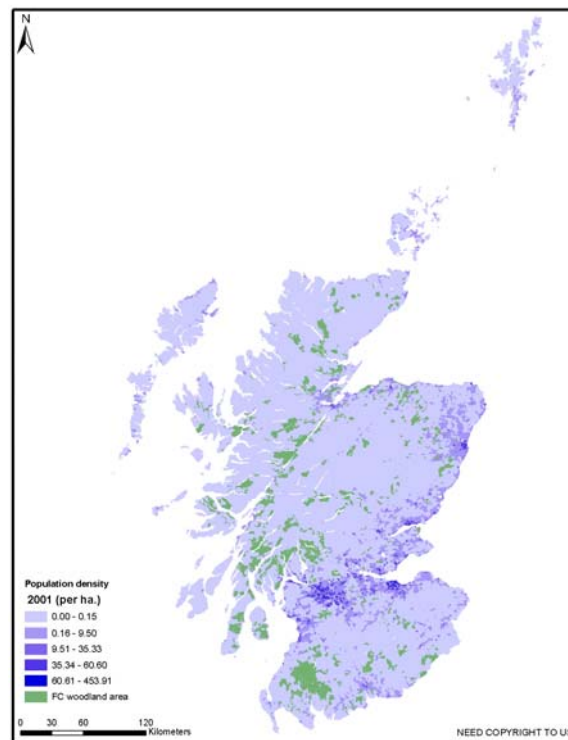 N
Population density
2001 (per ha.)
0.00 - 0.15
0.16 - 9.50
9.51 - 35.33
35.34 - 60.60
60.61 - 453.91
FC woodland area
0 30 60 120
Kilometers
NEED COPYRIGHT TO US